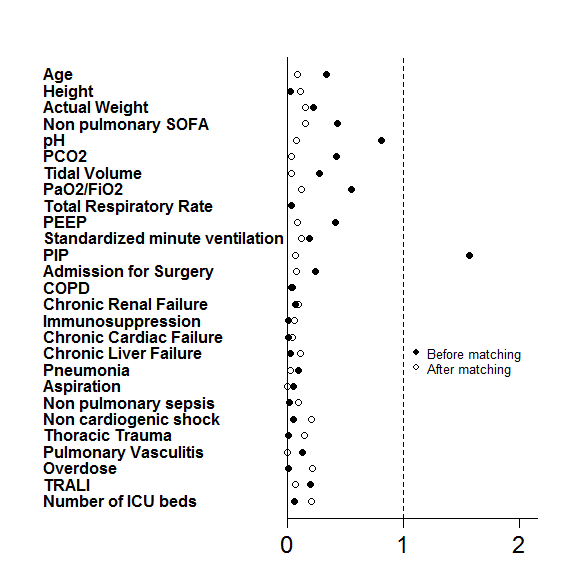 Age
Height
Actual Weight
Non pulmonary SOFA
pH
PCO2
Tidal Volume
PaO2/FiO2
Total Respiratory Rate
PEEP
Standardized minute ventilation
PIP
Admission for Surgery
COPD
Chronic Renal Failure
Immunosuppression
Chronic Cardiac Failure
Chronic Liver Failure
Before matching
Pneumonia
After matching
Aspiration
Non pulmonary sepsis
Non cardiogenic shock
Thoracic Trauma
Pulmonary Vasculitis
Overdose
TRALI
Number of ICU beds
0 1 2